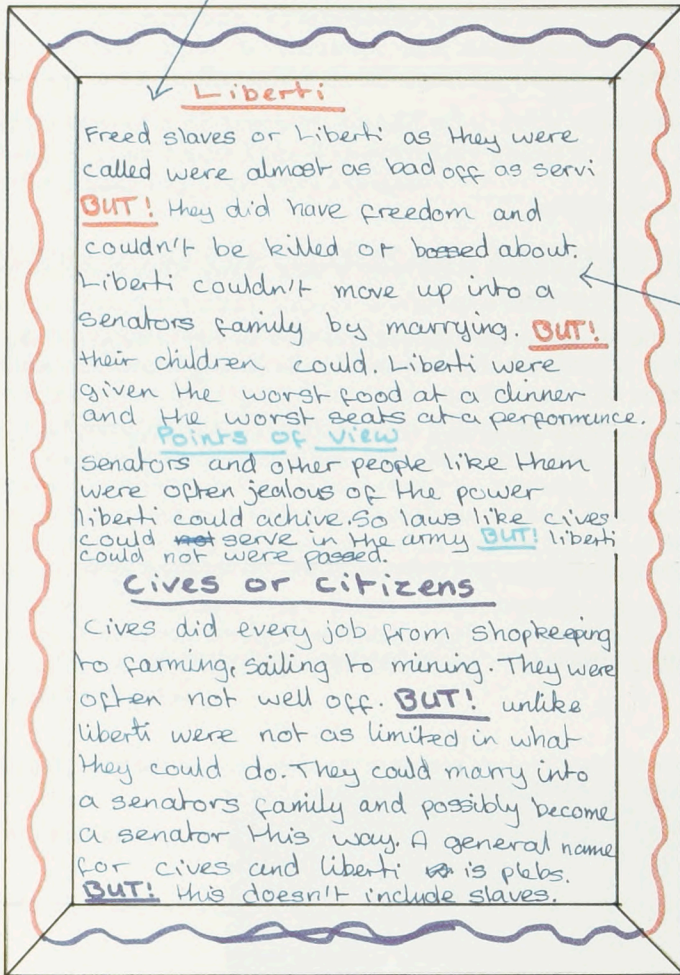 Liberti
Freed slaves or Liberti as they were
called were almost as bad off as servi
BUT! they did have freedom and
couldn't be killed or bossed about.
Liberti couldn't move up into a
senators family by marrying. BUT!
their children could. Liberti were
given the worst food at a dinner
and the worst seats at a performance.
Points of view
senators and other people like them
were often jealous of the power
liberti could achive. So laws like cives
could not serve in the army BUT! liberti
could not were passed.
Cives or citizens
Cives did every job from shopkeeping
to farming, sailing to mining. They were
often not well off. BUT! unlike
liberti were not as limited in what
they could do. They could marry into
a senators family and possibly become
a senator this way. A general name
for cives and liberti is plebs.
BUT! this doesn't include slaves.